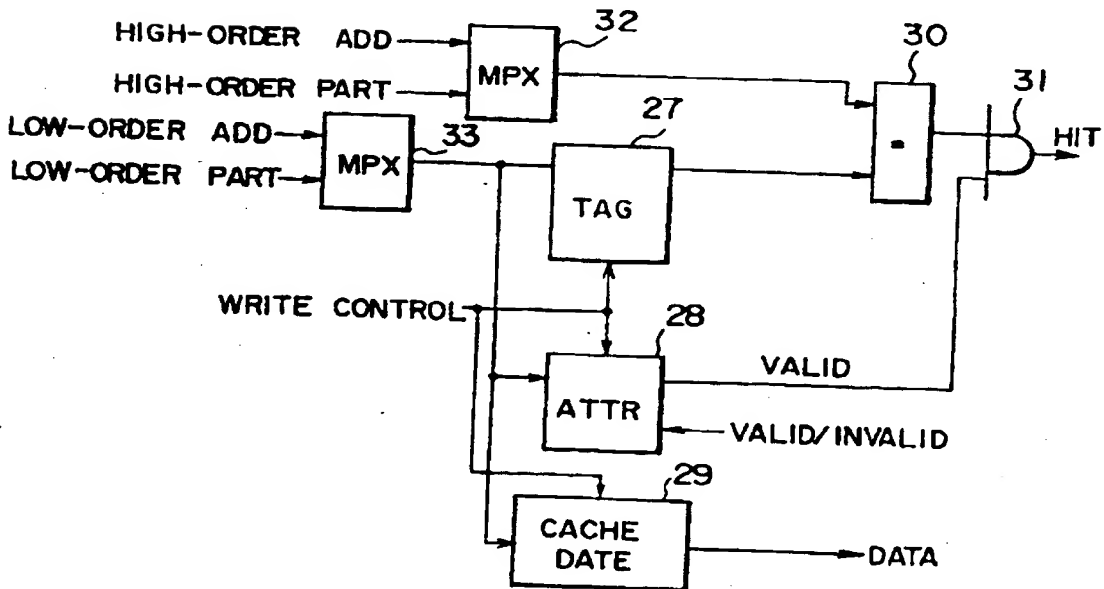 HIGH-ORDER ADD
32
MPX
HIGH-ORDER PART
30
31
LOW-ORDER ADD
33
27
HIT
MPX
LOW-ORDER PART
=
TAG
WRITE CONTROL
28
VALID
ATTR
VALID/INVALID
29
CACHE
DATE
DATA